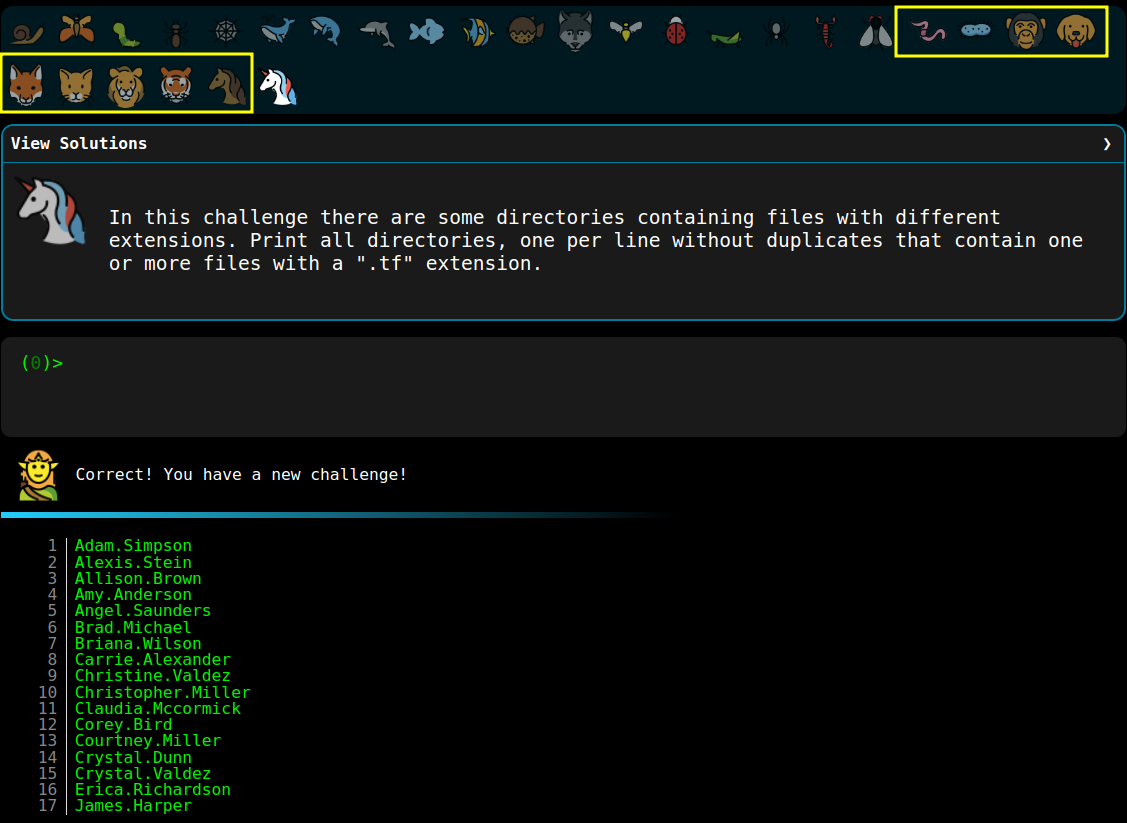 View Solutions ❯
In this challenge there are some directories containing files with different
extensions. Print all directories, one per line without duplicates that contain one
or more files with a ".tf" extension.
(0)>
Correct! You have a new challenge!
1 Adam.Simpson
2 Alexis.Stein
3 Allison.Brown
4 Amy.Anderson
5 Angel.Saunders
6 Brad.Michael
7 Briana.Wilson
8 Carrie.Alexander
9 Christine.Valdez
10 Christopher.Miller
11 Claudia.Mccormick
12 Corey.Bird
13 Courtney.Miller
14 Crystal.Dunn
15 Crystal.Valdez
16 Erica.Richardson
17 James.Harper